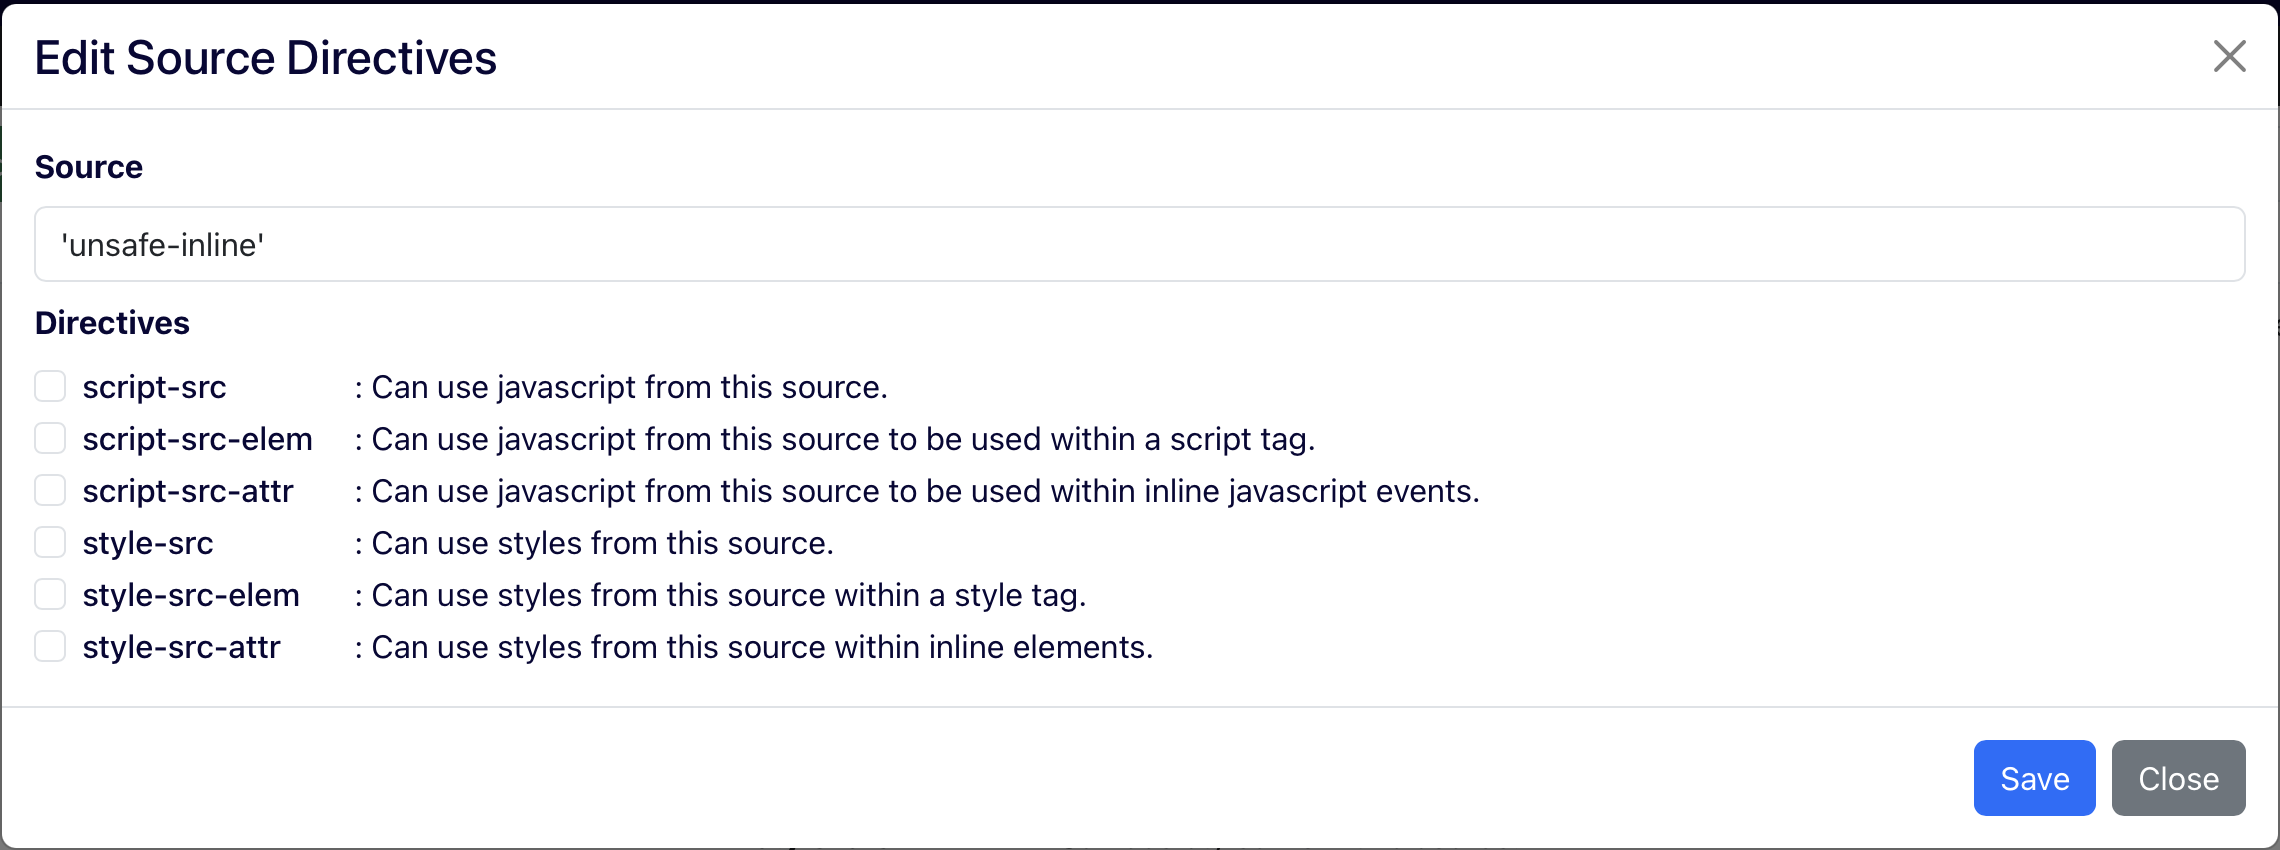 Edit Source Directives
Source
'unsafe-inline'
Directives
script-src : Can use javascript from this source.
script-src-elem : Can use javascript from this source to be used within a script tag.
script-src-attr : Can use javascript from this source to be used within inline javascript events.
style-src : Can use styles from this source.
style-src-elem : Can use styles from this source within a style tag.
style-src-attr : Can use styles from this source within inline elements.
Save Close